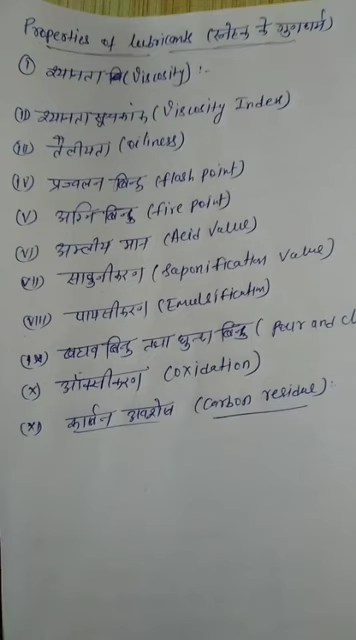 Properties of lubricants (स्नेहक के गुणधर्म)
(I) श्यानता (Viscosity) :-
(II) श्यानता सूचकांक (Viscosity Index)
(III) तैलीयता (oiliness)
(IV) प्रज्वलन बिन्दु (flash point)
(V) अग्नि बिन्दु (fire point)
(VI) अम्लीय मान (Acid Value)
(VII) साबुनीकरण (Saponification value)
(VIII) पायसीकरण (Emulsification)
(IX) बहाव बिन्दु तथा धुन्ध बिन्दु ( pour and cl
(X) ऑक्सीकरण (oxidation)
(XI) कार्बन अवशेष (Carbon residue):